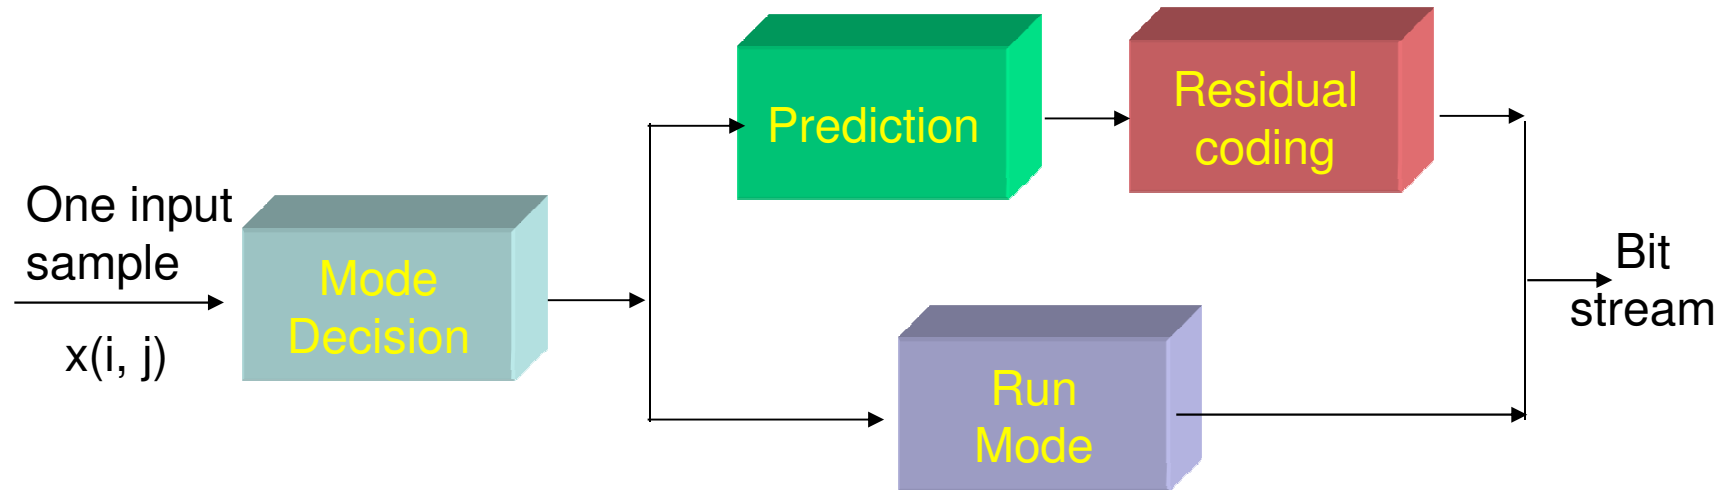 One input
sample
x(i, j)
Mode
Decision
Prediction
Residual
coding
Run
Mode
Bit
stream